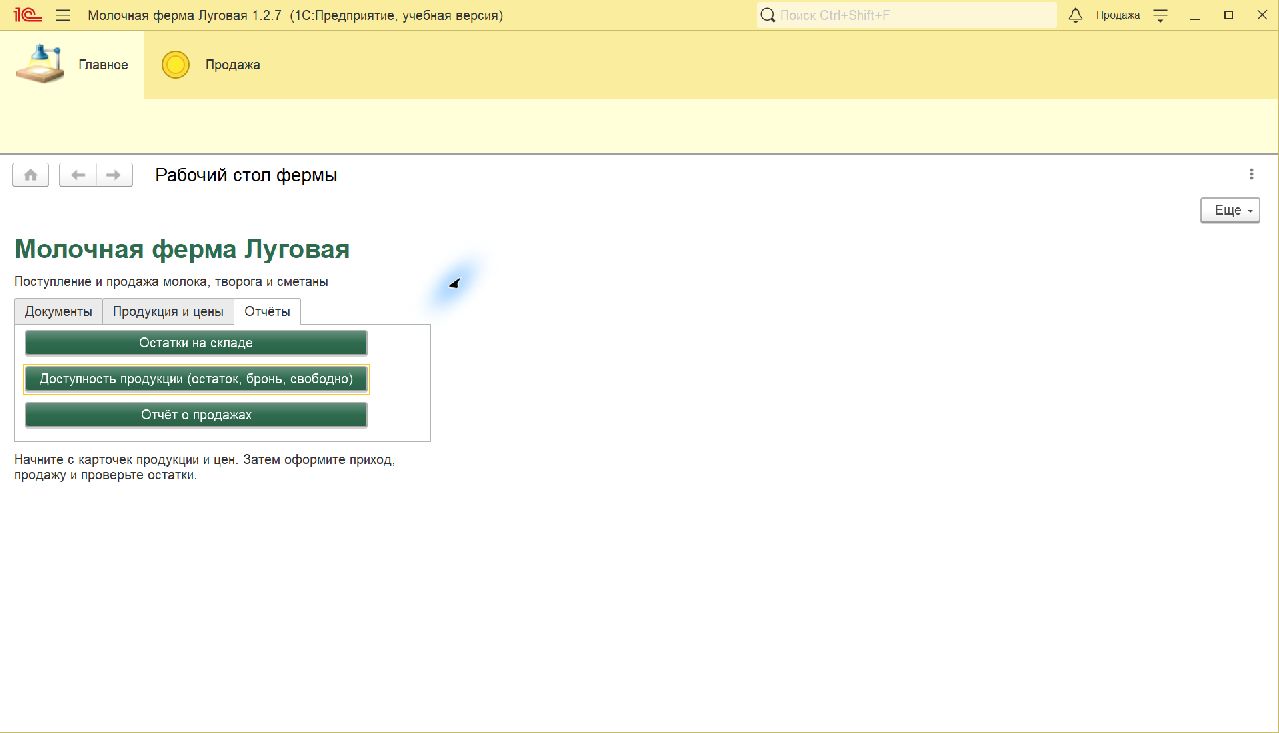 1С Молочная ферма Луговая 1.2.7 (1С:Предприятие, учебная версия) Поиск Ctrl+Shift+F Продажа
Главное Продажа
Рабочий стол фермы
Еще
Молочная ферма Луговая
Поступление и продажа молока, творога и сметаны
Документы Продукция и цены Отчёты
Остатки на складе
Доступность продукции (остаток, бронь, свободно)
Отчёт о продажах
Начните с карточек продукции и цен. Затем оформите приход,
продажу и проверьте остатки.